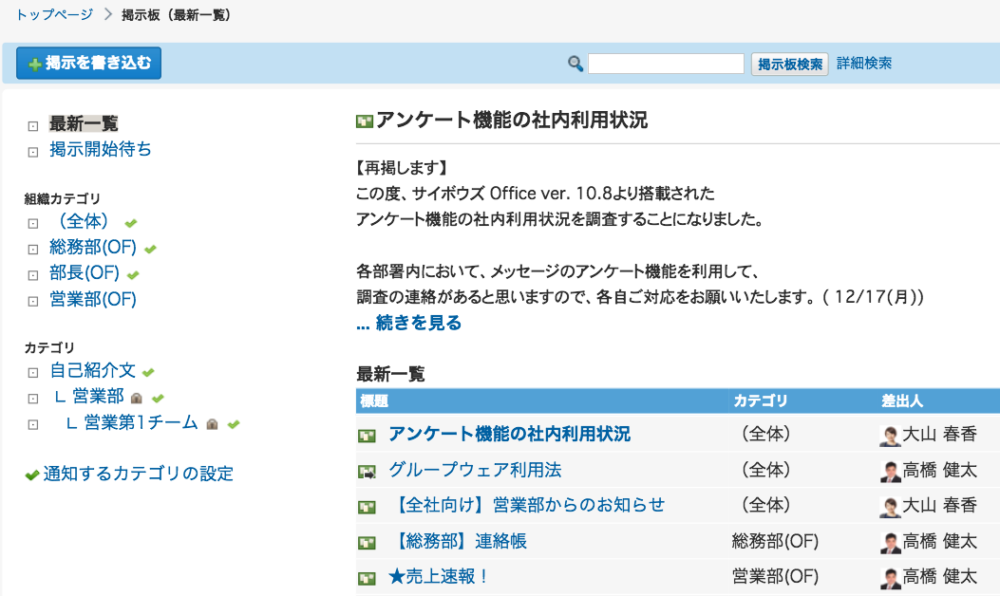 トップページ > 掲示板（最新一覧）
掲示を書き込む
掲示板検索 詳細検索
最新一覧
掲示開始待ち
組織カテゴリ
（全体）
総務部(OF)
部長(OF)
営業部(OF)
カテゴリ
自己紹介文
∟ 営業部
∟ 営業第1チーム
通知するカテゴリの設定
アンケート機能の社内利用状況
【再掲します】
この度、サイボウズ Office ver. 10.8より搭載された
アンケート機能の社内利用状況を調査することになりました。
各部署内において、メッセージのアンケート機能を利用して、
調査の連絡があると思いますので、各自ご対応をお願いいたします。( 12/17(月))
... 続きを見る
最新一覧
標題 カテゴリ 差出人
アンケート機能の社内利用状況 （全体） 大山 春香
グループウェア利用法 （全体） 高橋 健太
【全社向け】営業部からのお知らせ （全体） 大山 春香
【総務部】連絡帳 総務部(OF) 高橋 健太
★売上速報！ 営業部(OF) 高橋 健太